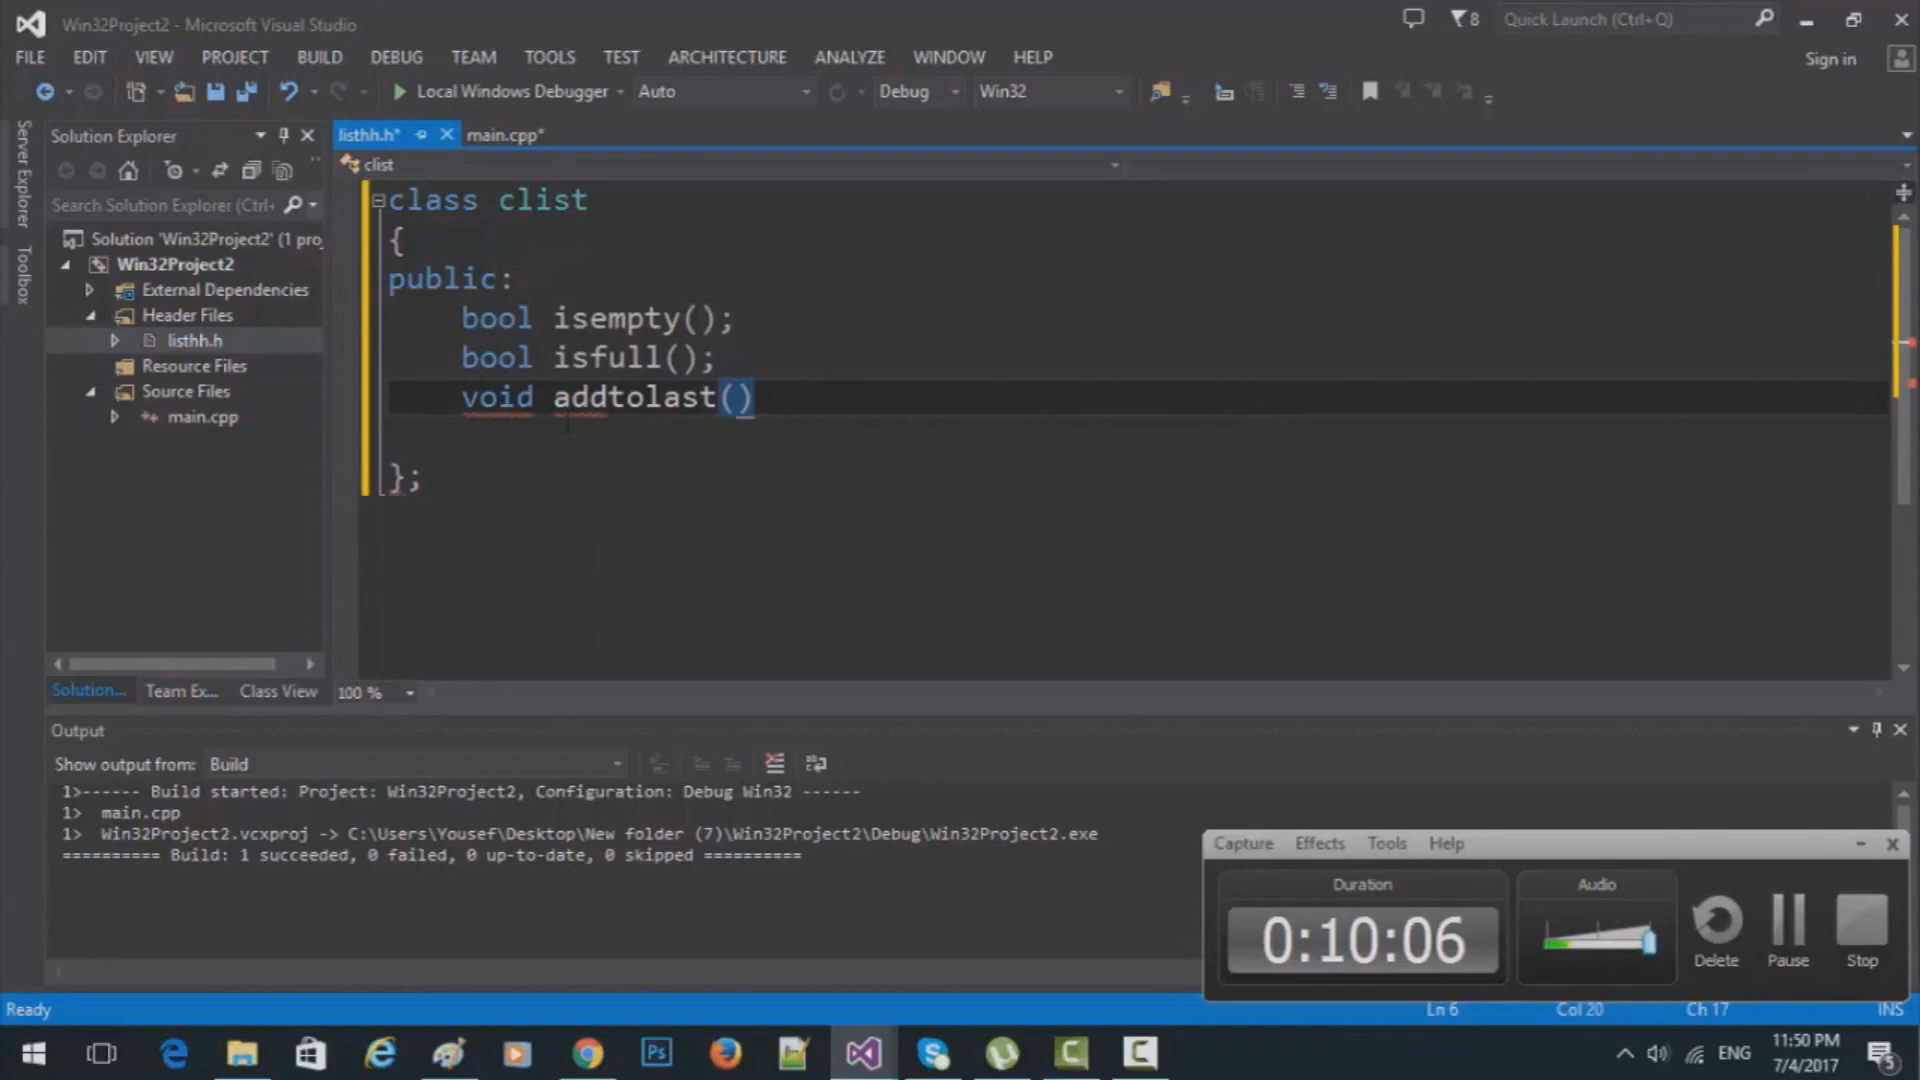 Win32Project2 - Microsoft Visual Studio
8
Quick Launch (Ctrl+Q)
FILE EDIT VIEW PROJECT BUILD DEBUG TEAM TOOLS TEST ARCHITECTURE ANALYZE WINDOW HELP
Sign in
Local Windows Debugger Auto Debug Win32
Server Explorer
Toolbox
Solution Explorer
listhh.h* main.cpp*
clist
Search Solution Explorer (Ctrl+
Solution 'Win32Project2' (1 proj
Win32Project2
External Dependencies
Header Files
listhh.h
Resource Files
Source Files
main.cpp
class clist
{
public:
bool isempty();
bool isfull();
void addtolast()
};
Solution... Team Ex... Class View
100 %
Output
Show output from: Build
1>------ Build started: Project: Win32Project2, Configuration: Debug Win32 ------
1>  main.cpp
1>  Win32Project2.vcxproj -> C:\Users\Yousef\Desktop\New folder (7)\Win32Project2\Debug\Win32Project2.exe
========== Build: 1 succeeded, 0 failed, 0 up-to-date, 0 skipped ==========
Capture Effects Tools Help
Duration
Audio
0:10:06
Delete Pause Stop
Ready
Ln 6 Col 20 Ch 17 INS
Ps
ENG
11:50 PM
7/4/2017
5